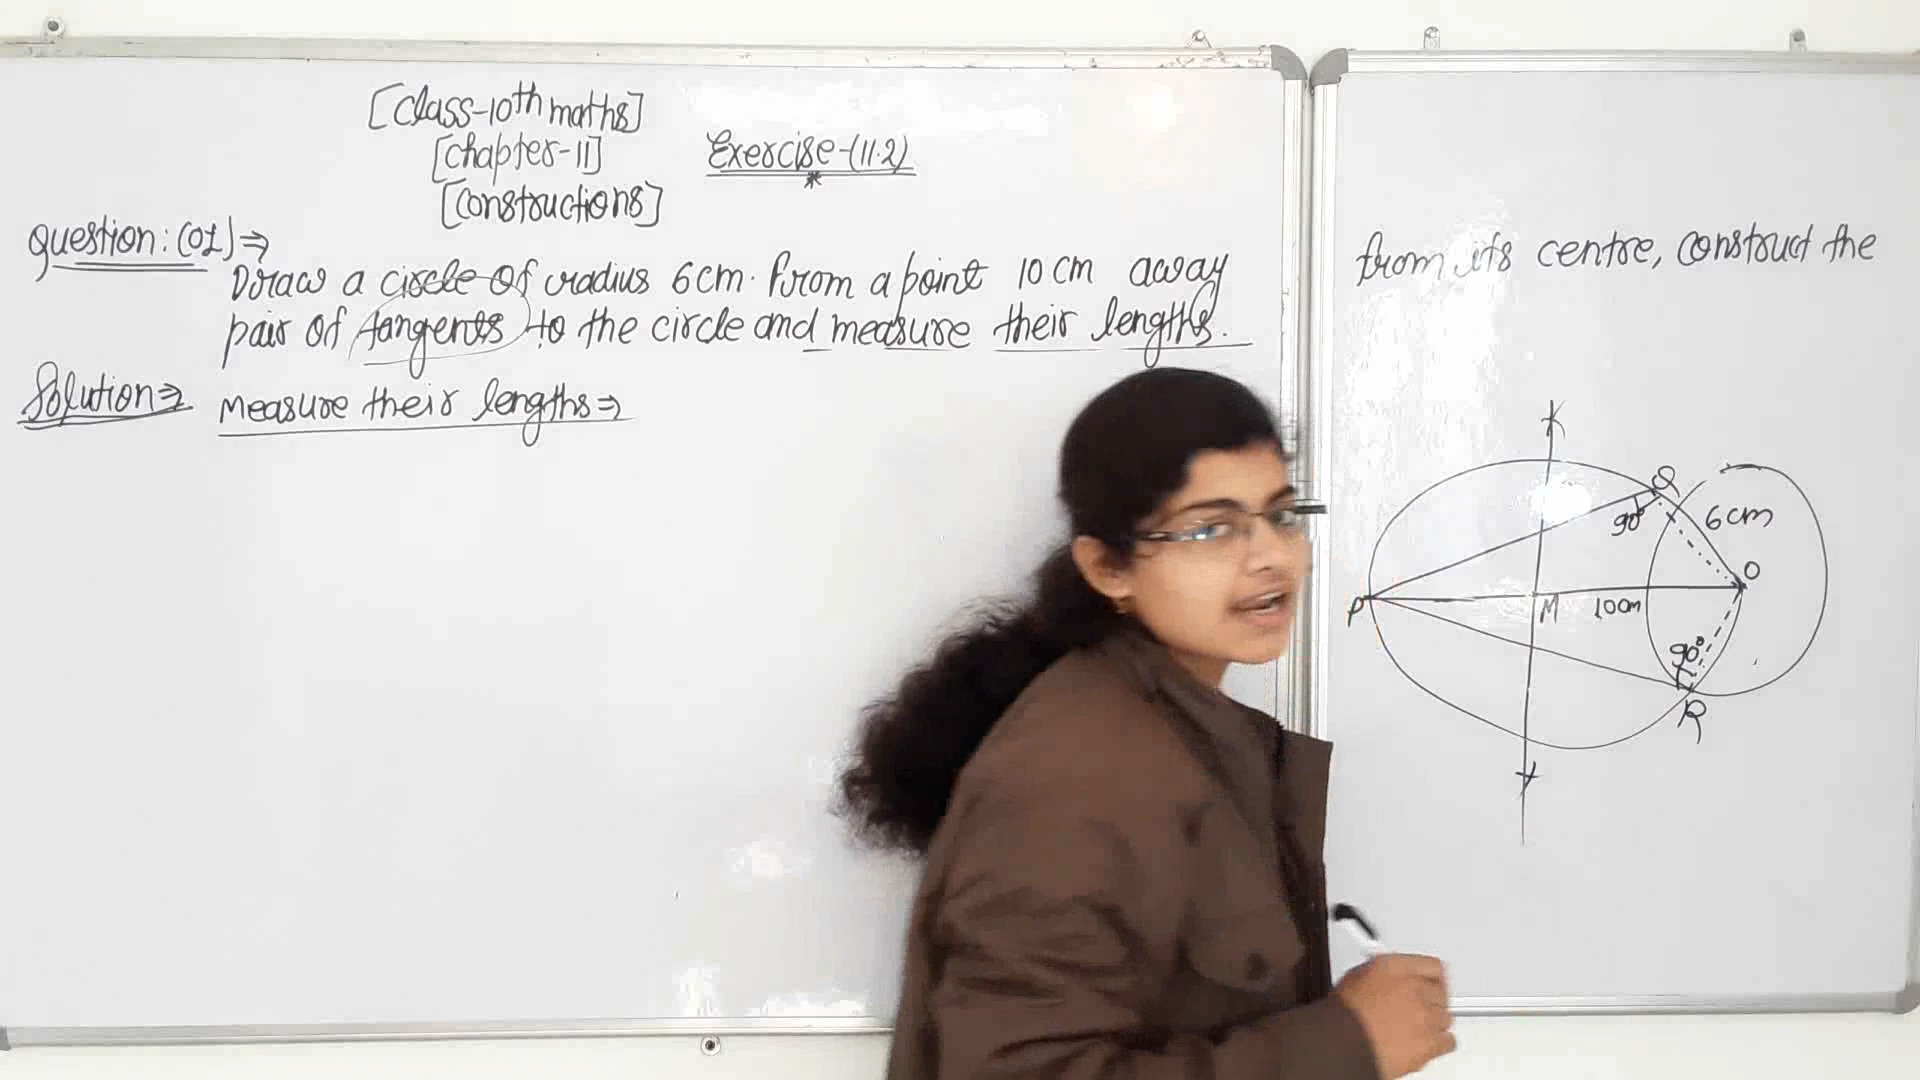 [Class-10th maths]
[chapter-11]
Exercise-(11.2)
[constructions]
Question:(01)⇒
Draw a circle of radius 6cm. From a point 10cm away
from its centre, construct the
pair of tangents to the circle and measure their lengths.
Solution⇒ Measure their lengths⇒
Q
90°
6cm
O
P
M
10cm
90°
R